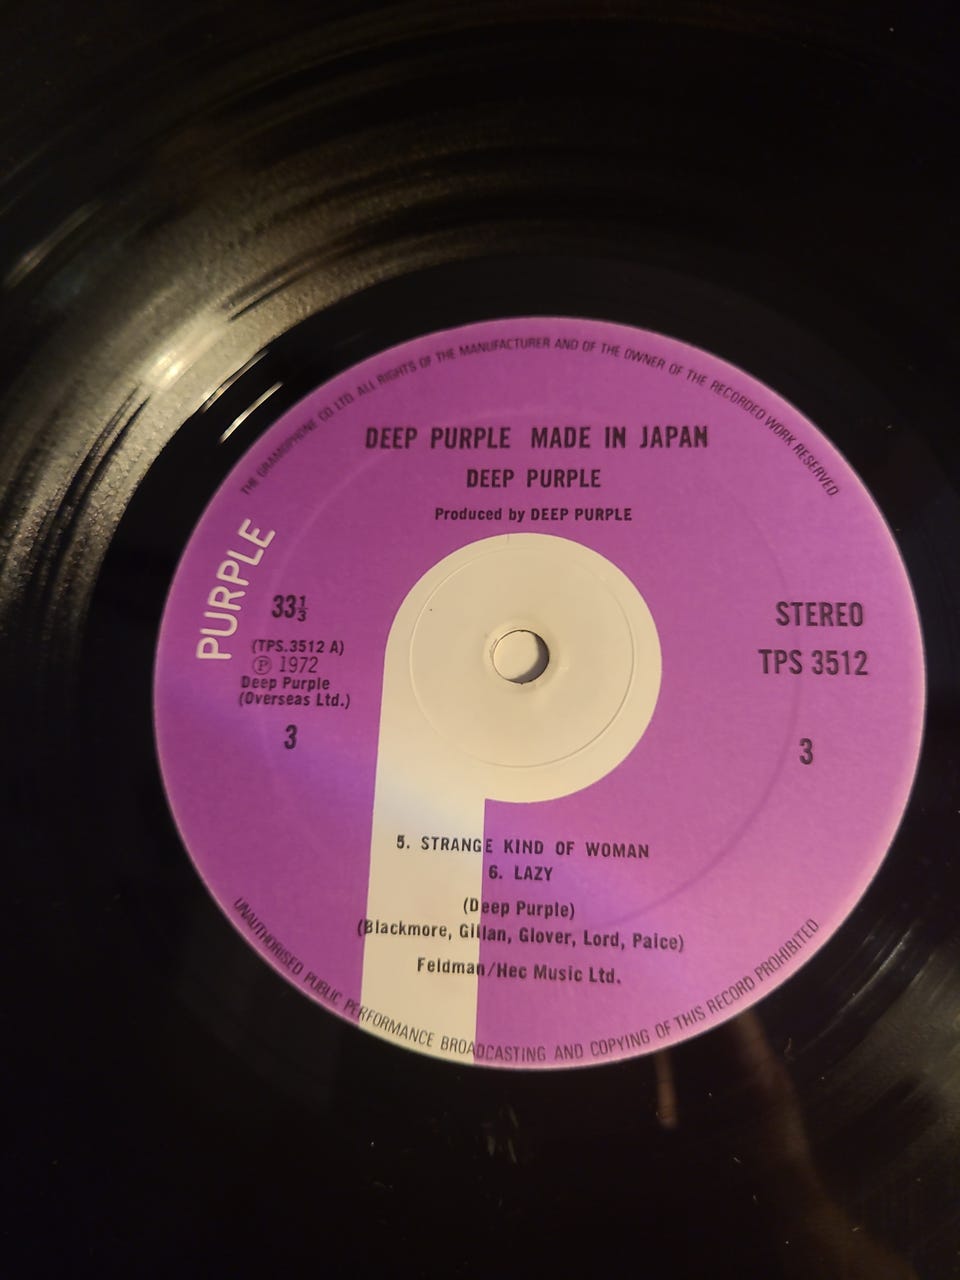 THE GRAMOPHONE CO LTD. ALL RIGHTS OF THE MANUFACTURER AND OF THE OWNER OF THE RECORDED WORK RESERVED
DEEP PURPLE MADE IN JAPAN
DEEP PURPLE
Produced by DEEP PURPLE
PURPLE
33⅓
(TPS.3512 A)
Ⓟ 1972
Deep Purple
(Overseas Ltd.)
3
STEREO
TPS 3512
3
5. STRANGE KIND OF WOMAN
6. LAZY
(Deep Purple)
(Blackmore, Gillan, Glover, Lord, Paice)
Feldman/Hec Music Ltd.
UNAUTHORISED PUBLIC PERFORMANCE BROADCASTING AND COPYING OF THIS RECORD PROHIBITED